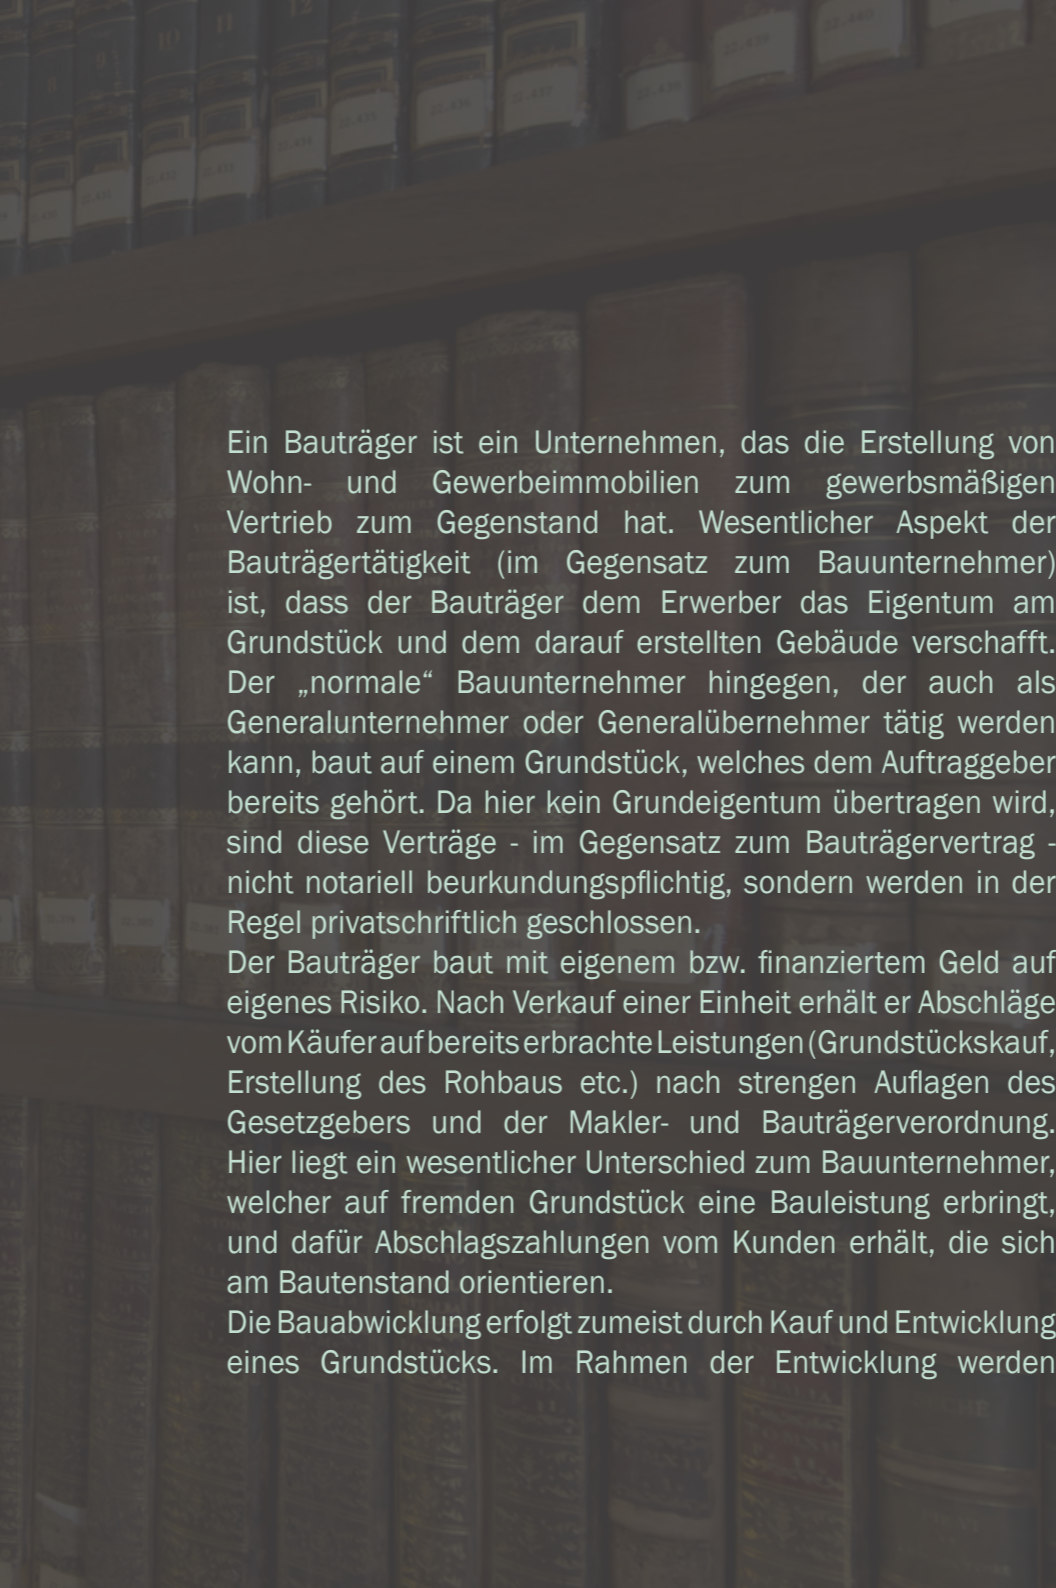 Ein Bauträger ist ein Unternehmen, das die Erstellung von
Wohn- und Gewerbeimmobilien zum gewerbsmäßigen
Vertrieb zum Gegenstand hat. Wesentlicher Aspekt der
Bauträgertätigkeit (im Gegensatz zum Bauunternehmer)
ist, dass der Bauträger dem Erwerber das Eigentum am
Grundstück und dem darauf erstellten Gebäude verschafft.
Der „normale“ Bauunternehmer hingegen, der auch als
Generalunternehmer oder Generalübernehmer tätig werden
kann, baut auf einem Grundstück, welches dem Auftraggeber
bereits gehört. Da hier kein Grundeigentum übertragen wird,
sind diese Verträge - im Gegensatz zum Bauträgervertrag -
nicht notariell beurkundungspflichtig, sondern werden in der
Regel privatschriftlich geschlossen.
Der Bauträger baut mit eigenem bzw. finanziertem Geld auf
eigenes Risiko. Nach Verkauf einer Einheit erhält er Abschläge
vom Käufer auf bereits erbrachte Leistungen (Grundstückskauf,
Erstellung des Rohbaus etc.) nach strengen Auflagen des
Gesetzgebers und der Makler- und Bauträgerverordnung.
Hier liegt ein wesentlicher Unterschied zum Bauunternehmer,
welcher auf fremden Grundstück eine Bauleistung erbringt,
und dafür Abschlagszahlungen vom Kunden erhält, die sich
am Bautenstand orientieren.
Die Bauabwicklung erfolgt zumeist durch Kauf und Entwicklung
eines Grundstücks. Im Rahmen der Entwicklung werden